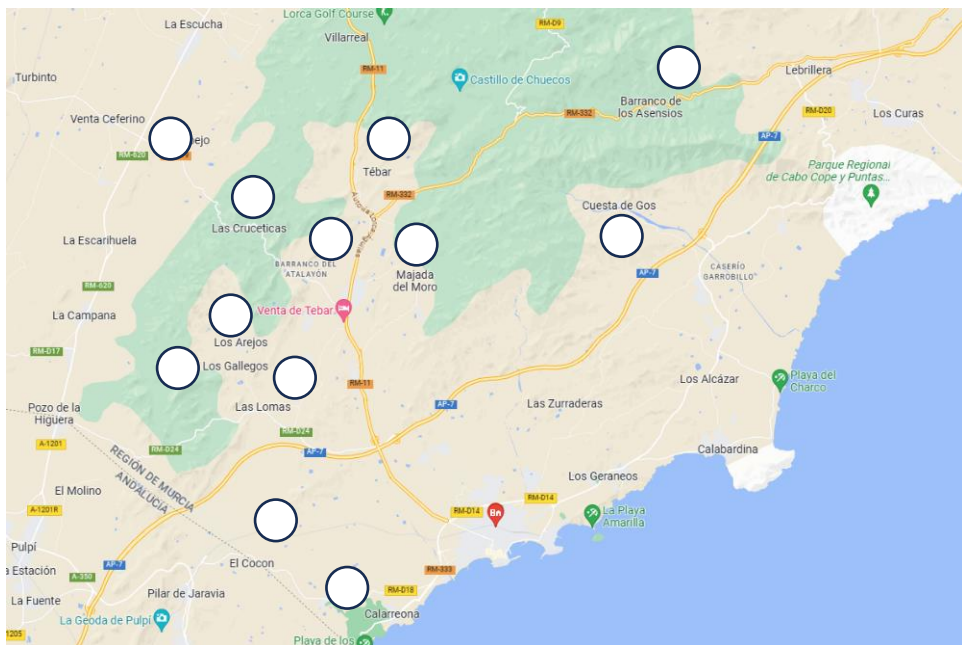 Lorca Golf Course
La Escucha
RM-D9
Villarreal
RM-11
Lebrillera
Turbinto
Castillo de Chuecos
Barranco de
los Asensios
RM-332
RM-D20
Los Curas
Venta Ceferino
ejo
RM-620
Tébar
AP-7
Parque Regional
de Cabo Cope y Puntas...
RM-332
Cuesta de Gos
Las Cruceticas
La Escarihuela
BARRANCO DEL
ATALAYÓN
Majada
del Moro
AP-7
CASERÍO
GARROBILLO
RM-620
La Campana
Venta de Tebar
Los Arejos
RM-D17
Los Gallegos
RM-11
Los Alcázar
Playa del
Charco
Pozo de la
Higuera
Las Lomas
AP-7
Las Zurraderas
RM-D24
A-1201
RM-D24
AP-7
Calabardina
REGIÓN DE MURCIA
ANDALUCÍA
El Molino
Los Geraneos
RM-D14
A-1201R
RM-D14
La Playa
Amarilla
Pulpí
AP-7
El Cocon
a Estación
A-350
RM-333
La Fuente
Pilar de Jaravia
RM-D18
La Geoda de Pulpí
Calarreona
1205
Playa de los